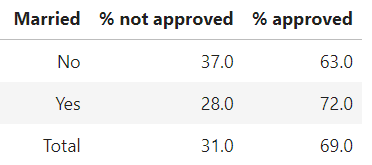 Married % not approved % approved
No 37.0 63.0
Yes 28.0 72.0
Total 31.0 69.0